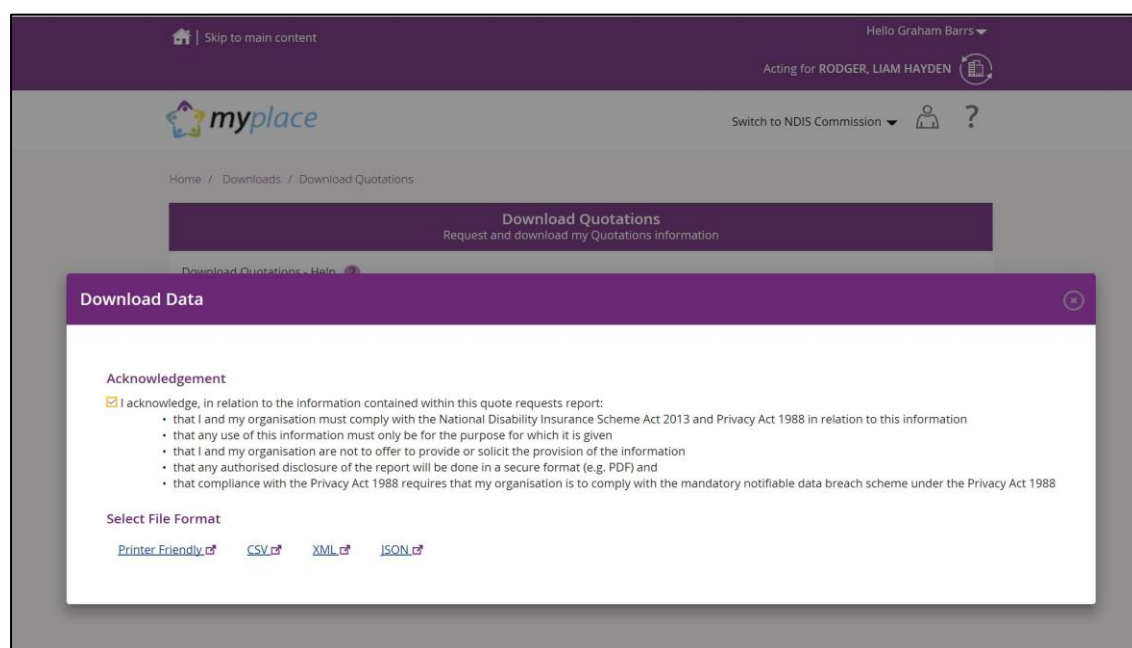 Skip to main content
Hello Graham Barrs
Acting for RODGER, LIAM HAYDEN
myplace
Switch to NDIS Commission
?
Home / Downloads / Download Quotations
Download Quotations
Request and download my Quotations information
Download Quotations - Help ?
Download Data
Acknowledgement
I acknowledge, in relation to the information contained within this quote requests report:
• that I and my organisation must comply with the National Disability Insurance Scheme Act 2013 and Privacy Act 1988 in relation to this information
• that any use of this information must only be for the purpose for which it is given
• that I and my organisation are not to offer to provide or solicit the provision of the information
• that any authorised disclosure of the report will be done in a secure format (e.g. PDF) and
• that compliance with the Privacy Act 1988 requires that my organisation is to comply with the mandatory notifiable data breach scheme under the Privacy Act 1988
Select File Format
Printer Friendly CSV XML JSON